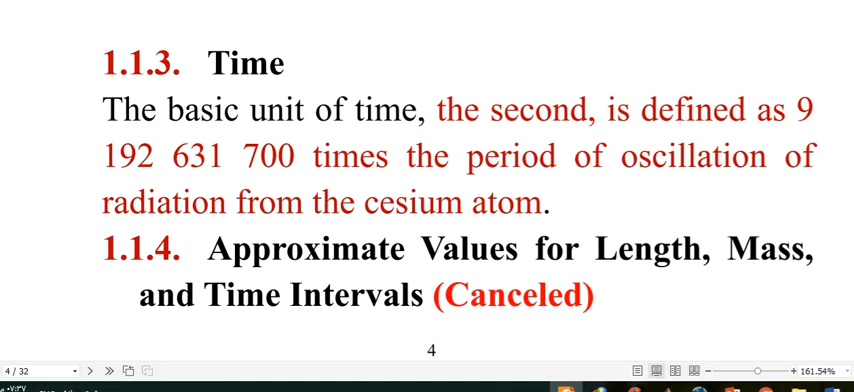 1.1.3. Time
The basic unit of time, the second, is defined as 9
192 631 700 times the period of oscillation of
radiation from the cesium atom.
1.1.4. Approximate Values for Length, Mass,
and Time Intervals (Canceled)
4
4 / 32
161.54%